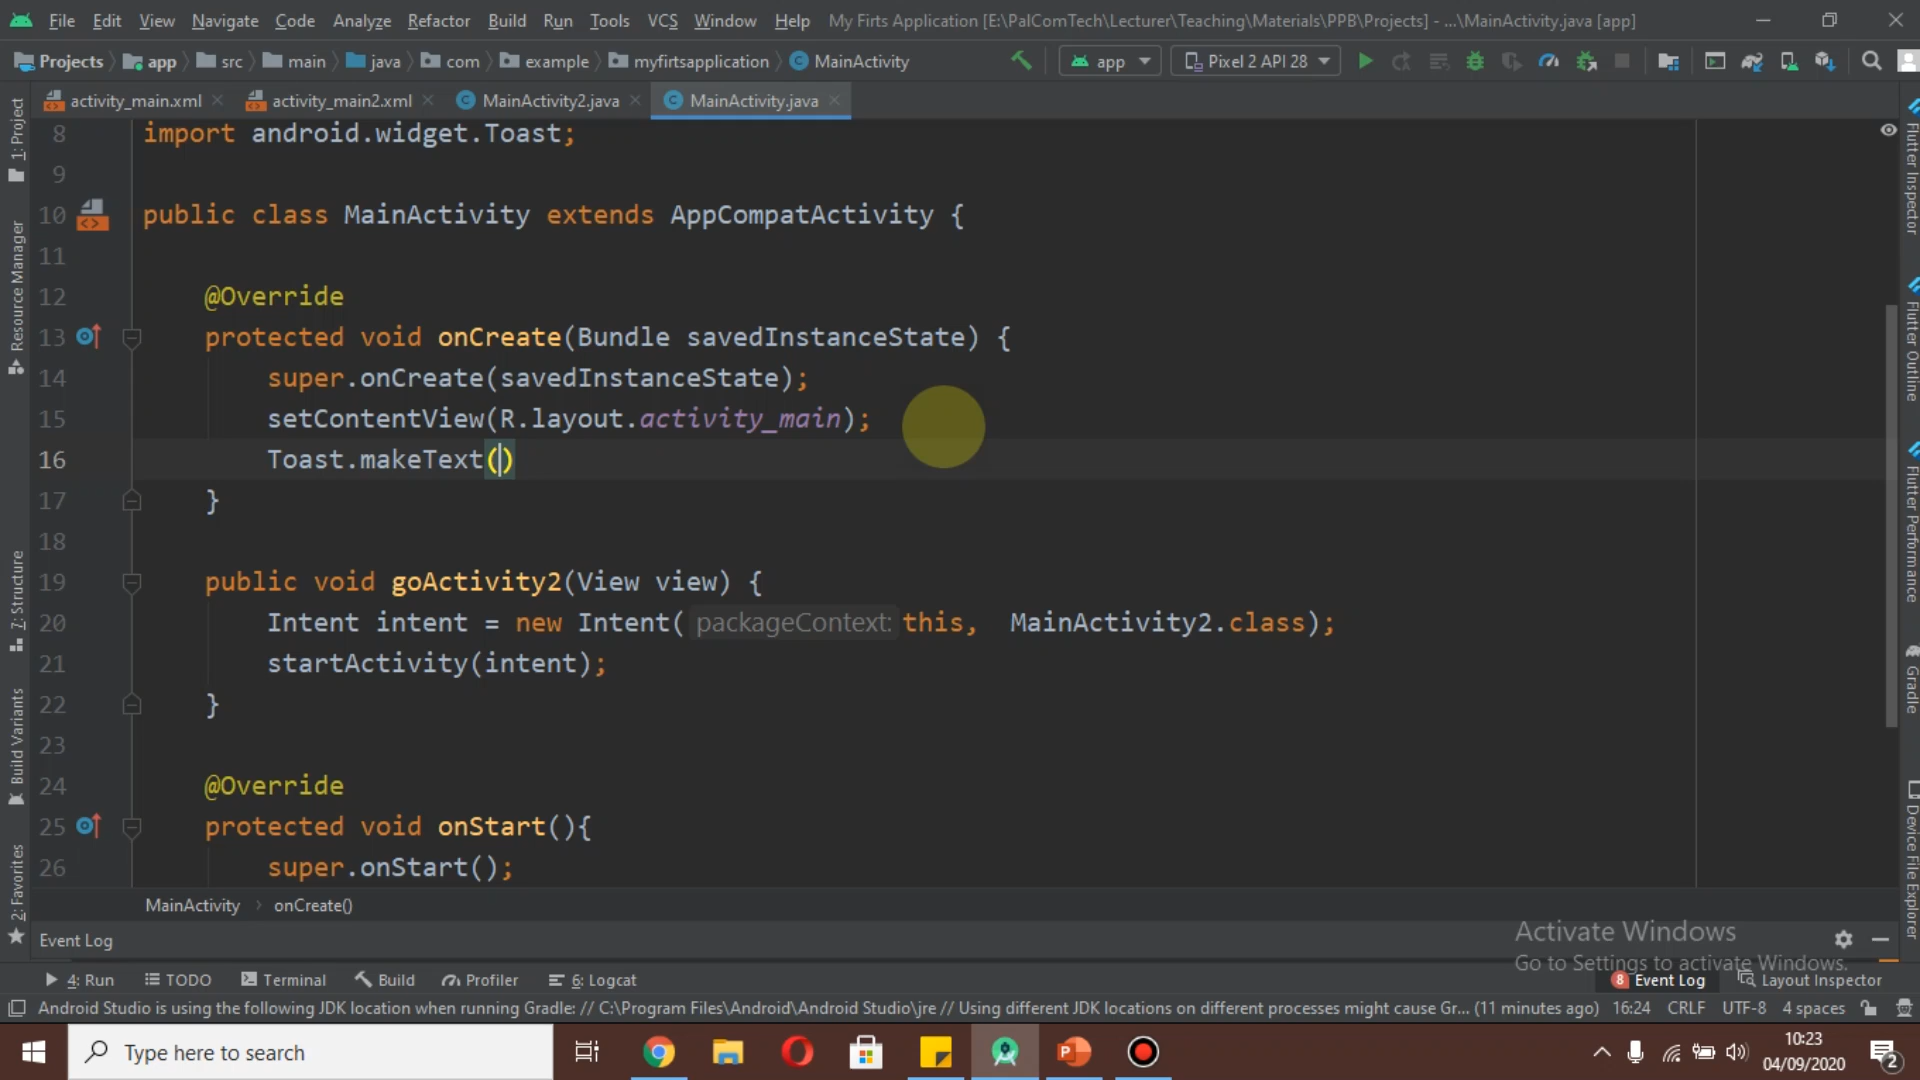 File Edit View Navigate Code Analyze Refactor Build Run Tools VCS Window Help My Firts Application [E:\PalComTech\Lecturer\Teaching\Materials\PPB\Projects] - ...\MainActivity.java [app]
Projects app src main java com example myfirtsapplication MainActivity app Pixel 2 API 28
activity_main.xml activity_main2.xml MainActivity2.java MainActivity.java
1: Project
Resource Manager
7: Structure
Build Variants
2: Favorites
8 import android.widget.Toast;
9
10 public class MainActivity extends AppCompatActivity {
11
12 @Override
13 protected void onCreate(Bundle savedInstanceState) {
14 super.onCreate(savedInstanceState);
15 setContentView(R.layout.activity_main);
16 Toast.makeText()
17 }
18
19 public void goActivity2(View view) {
20 Intent intent = new Intent( packageContext: this, MainActivity2.class);
21 startActivity(intent);
22 }
23
24 @Override
25 protected void onStart(){
26 super.onStart();
Flutter Inspector
Flutter Outline
Flutter Performance
Gradle
Device File Explorer
MainActivity onCreate()
Event Log
Activate Windows
Go to Settings to activate Windows.
4: Run TODO Terminal Build Profiler 6: Logcat 8 Event Log Layout Inspector
Android Studio is using the following JDK location when running Gradle: // C:\Program Files\Android\Android Studio\jre // Using different JDK locations on different processes might cause Gr... (11 minutes ago) 16:24 CRLF UTF-8 4 spaces
Type here to search
10:23
04/09/2020
2